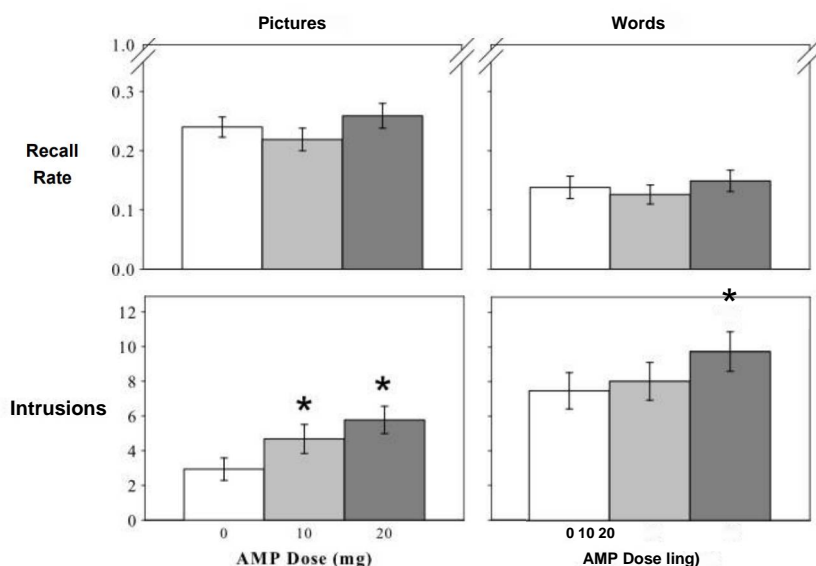 Pictures Words
1.0
0.3
Recall
Rate
0.2
0.1
0.0
*
12
10
8
Intrusions
* *
6
4
2
0
0 10 20
0 10 20
AMP Dose (mg)
AMP Dose ling)